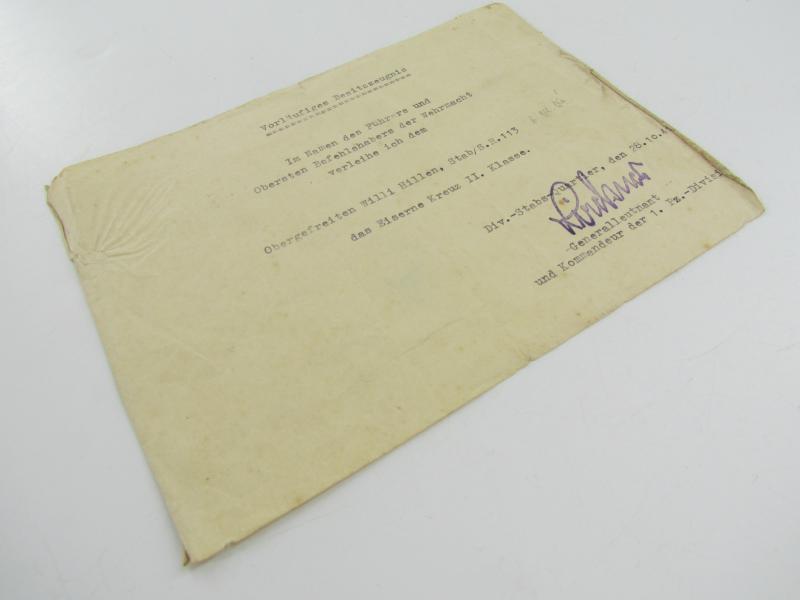 Vorläufiges Besitzzeugnis
Im Namen des Führers und
Obersten Befehlshabers der Wehrmacht
verleihe ich dem
Obergefreiten Willi Hillen, Stab/S.R.113
das Eiserne Kreuz II. Klasse.
Div.-Stabsquartier, den 28.10.4
Generalleutnant
und Kommandeur der 1. Pz.-Divisi